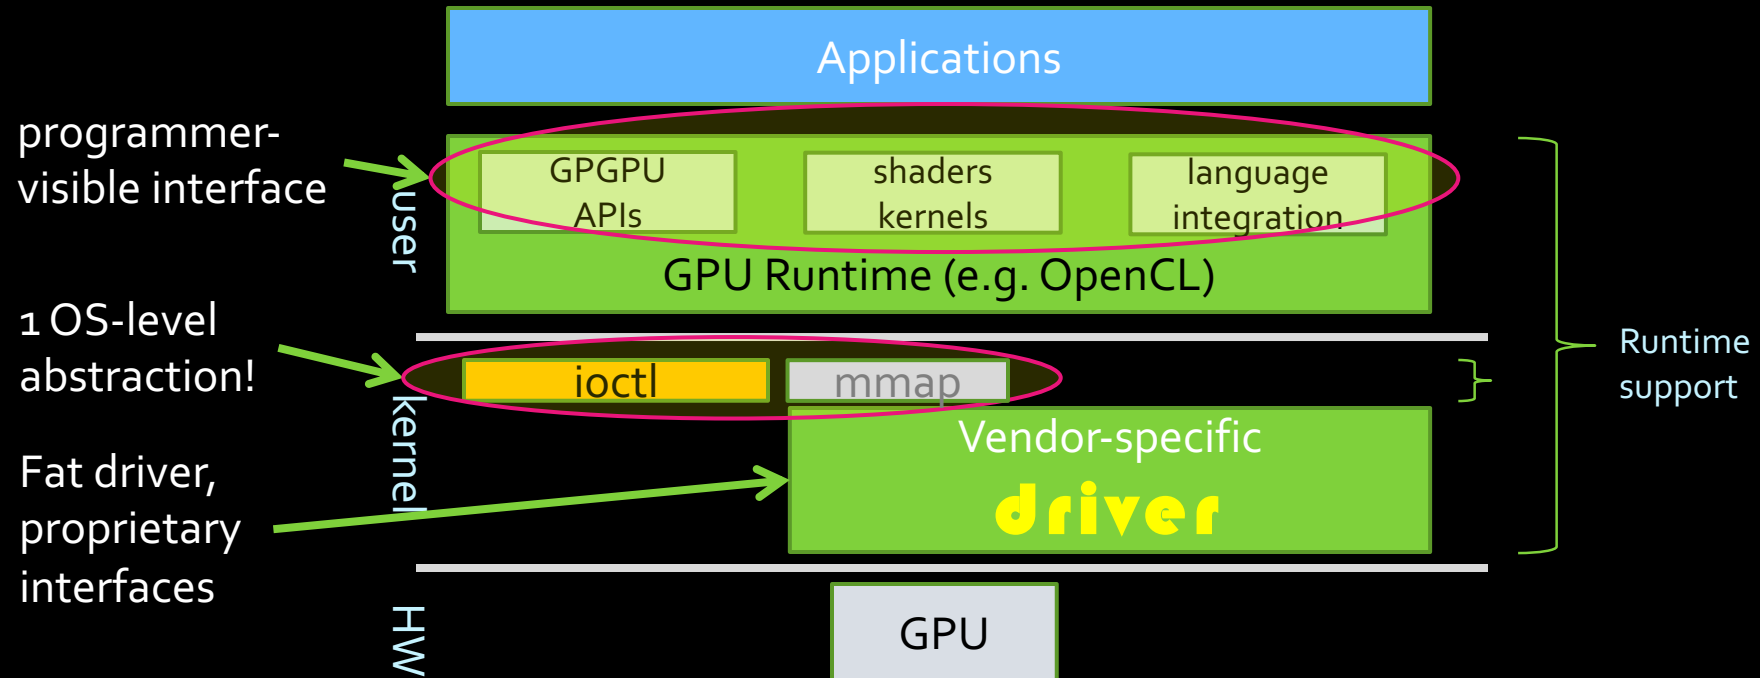 Applications
programmer-
visible interface
GPGPU
APIs
shaders
kernels
language
integration
user
GPU Runtime (e.g. OpenCL)
1 OS-level
abstraction!
ioctl
mmap
Runtime
support
kernel
Vendor-specific
driver
Fat driver,
proprietary
interfaces
HW
GPU